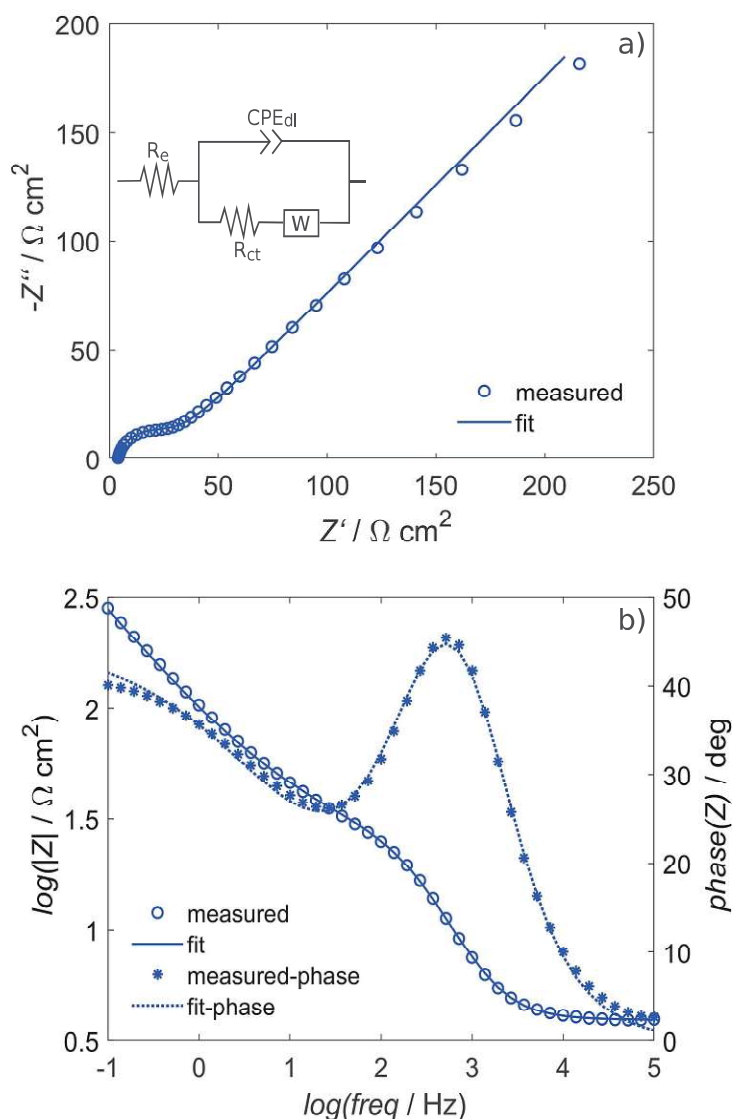 200
a)
150
100
50
0
-Z“ / Ω cm²
CPEdl
Re
Rct
W
measured
fit
0 50 100 150 200 250
Z‘ / Ω cm²
2.5
2
1.5
1
0.5
log(|Z| / Ω cm²)
b)
50
40
30
20
10
0
phase(Z) / deg
measured
fit
measured-phase
fit-phase
-1 0 1 2 3 4 5
log(freq / Hz)